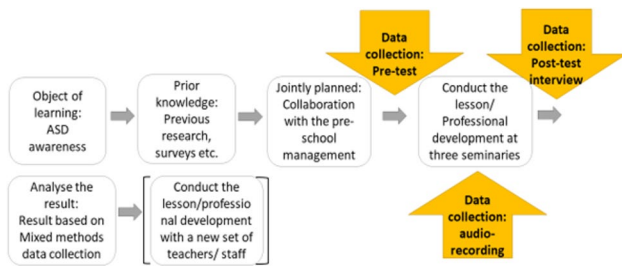 Data
collection:
Pre-test
Data
collection:
Post-test
interview
Object of
learning:
ASD
awareness
Prior
knowledge:
Previous
research,
surveys etc.
Jointly planned:
Collaboration
with the pre-
school
management
Conduct the
lesson/
Professional
development at
three seminaries
Analyse the
result:
Result based on
Mixed methods
data collection
Conduct the
lesson/professio
nal development
with a new set of
teachers/ staff
Data
collection:
audio-
recording